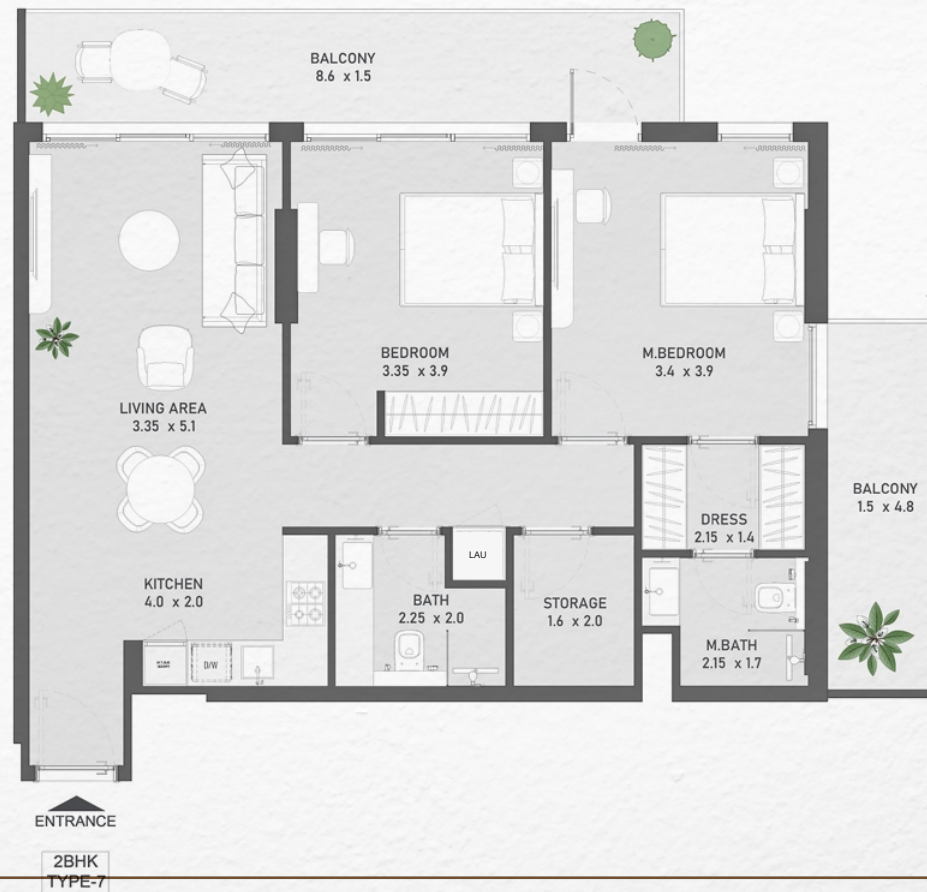 BALCONY
8.6 x 1.5
BEDROOM
3.35 x 3.9
M.BEDROOM
3.4 x 3.9
LIVING AREA
3.35 x 5.1
BALCONY
1.5 x 4.8
DRESS
2.15 x 1.4
LAU
KITCHEN
4.0 x 2.0
BATH
2.25 x 2.0
STORAGE
1.6 x 2.0
M.BATH
2.15 x 1.7
D/W
ENTRANCE
2BHK
TYPE-7